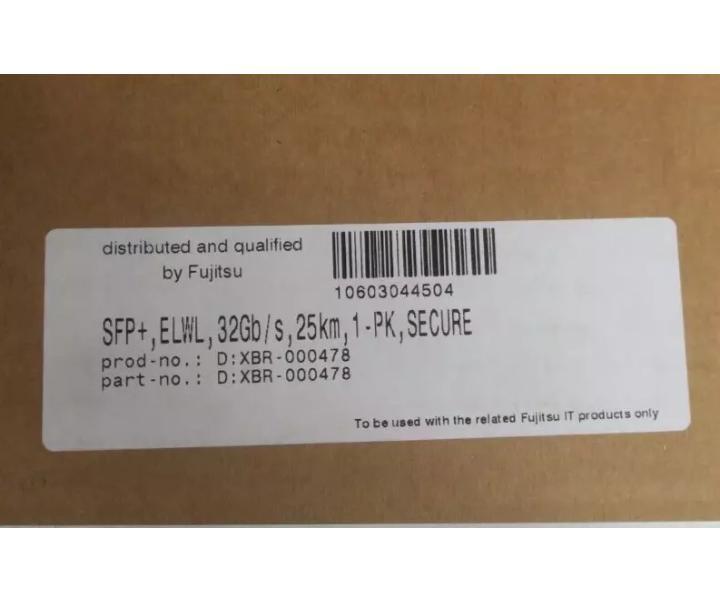 distributed and qualified
by Fujitsu
10603044504
SFP+,ELWL,32Gb/s,25km,1-PK,SECURE
prod-no.: D:XBR-000478
part-no.: D:XBR-000478
To be used with the related Fujitsu IT products only